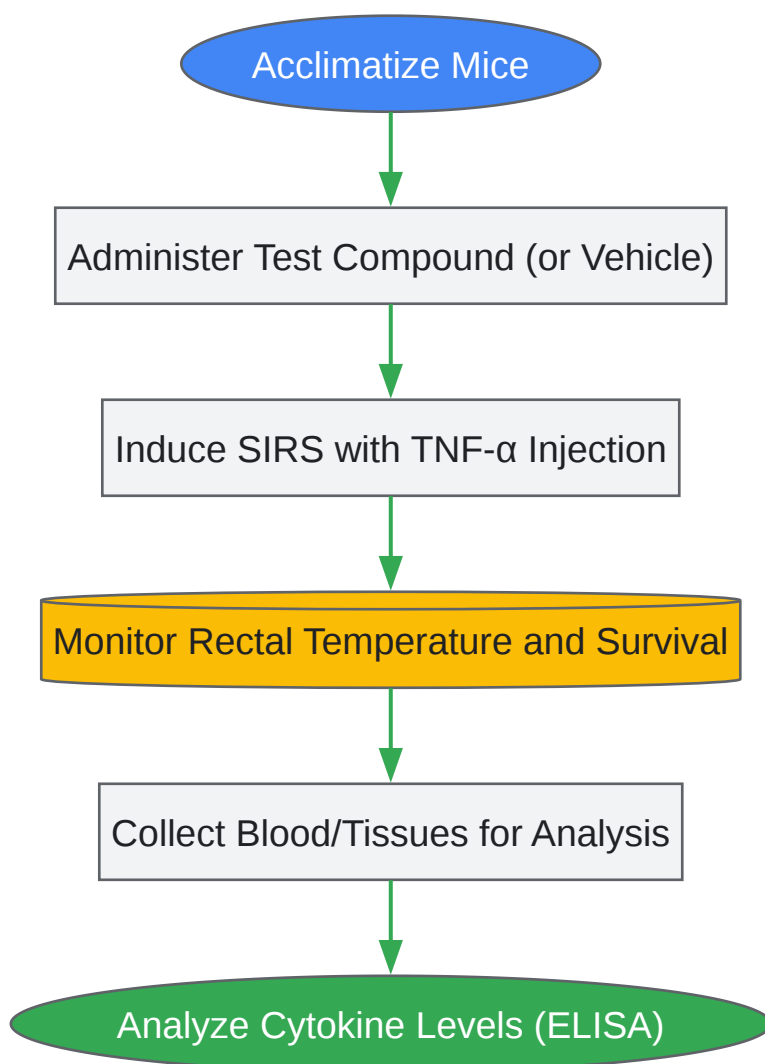 Acclimatize Mice
Administer Test Compound (or Vehicle)
Induce SIRS with TNF-α Injection
Monitor Rectal Temperature and Survival
Collect Blood/Tissues for Analysis
Analyze Cytokine Levels (ELISA)